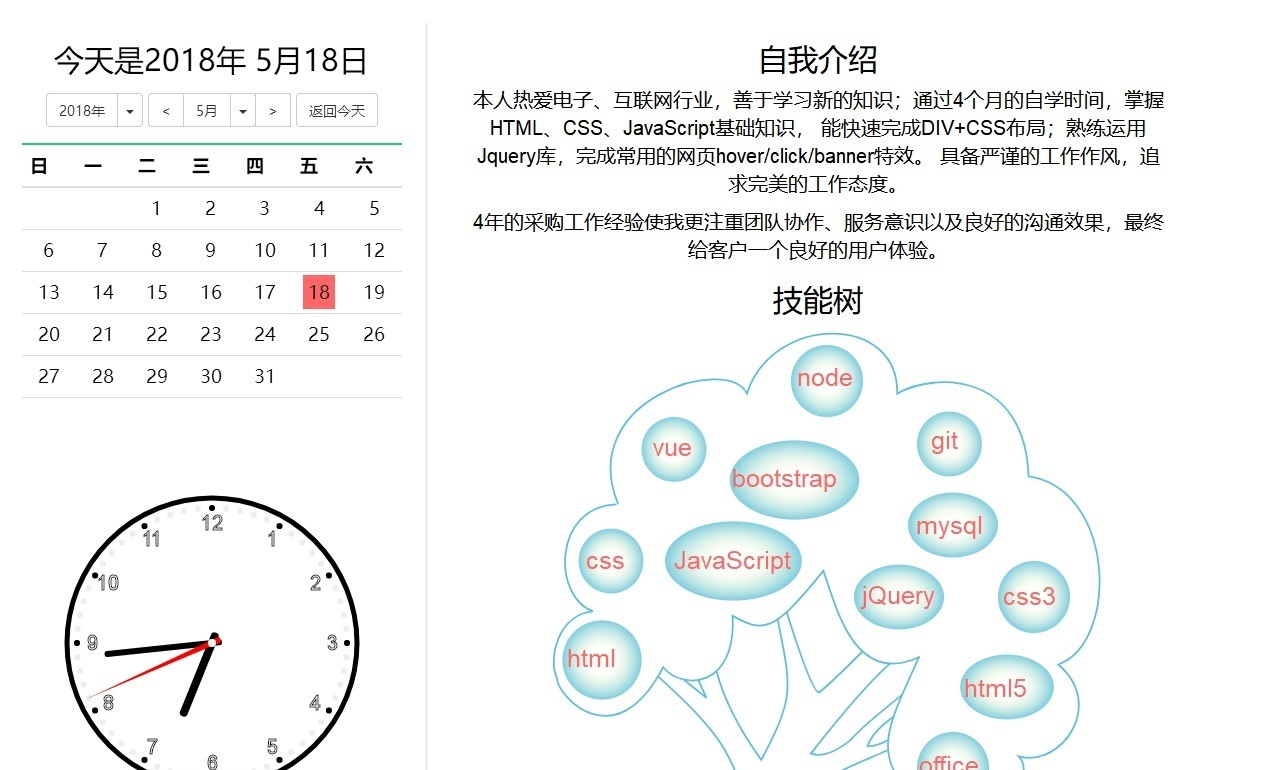 今天是2018年 5月18日
2018年 < 5月 > 返回今天
日 一 二 三 四 五 六
1 2 3 4 5
6 7 8 9 10 11 12
13 14 15 16 17 18 19
20 21 22 23 24 25 26
27 28 29 30 31
12
11 1
10 2
9 3
8 4
7 5
6
自我介绍
本人热爱电子、互联网行业，善于学习新的知识；通过4个月的自学时间，掌握
HTML、CSS、JavaScript基础知识， 能快速完成DIV+CSS布局；熟练运用
Jquery库，完成常用的网页hover/click/banner特效。 具备严谨的工作作风，追
求完美的工作态度。
4年的采购工作经验使我更注重团队协作、服务意识以及良好的沟通效果，最终
给客户一个良好的用户体验。
技能树
node
vue
git
bootstrap
mysql
css
JavaScript
jQuery
css3
html
html5
office